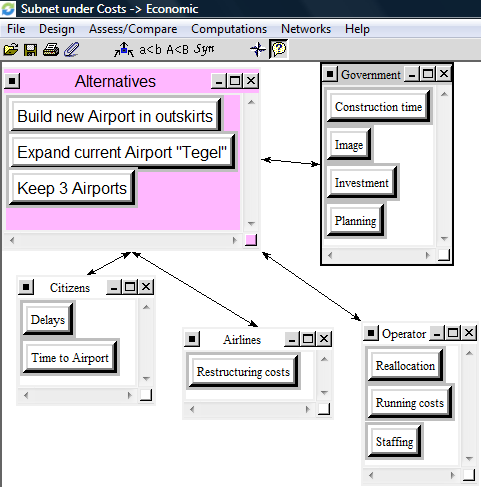 Subnet under Costs -> Economic
File Design Assess/Compare Computations Networks Help
a<b A<B Syn
Alternatives
Build new Airport in outskirts
Expand current Airport "Tegel"
Keep 3 Airports
Government
Construction time
Image
Investment
Planning
Citizens
Delays
Time to Airport
Airlines
Restructuring costs
Operator
Reallocation
Running costs
Staffing